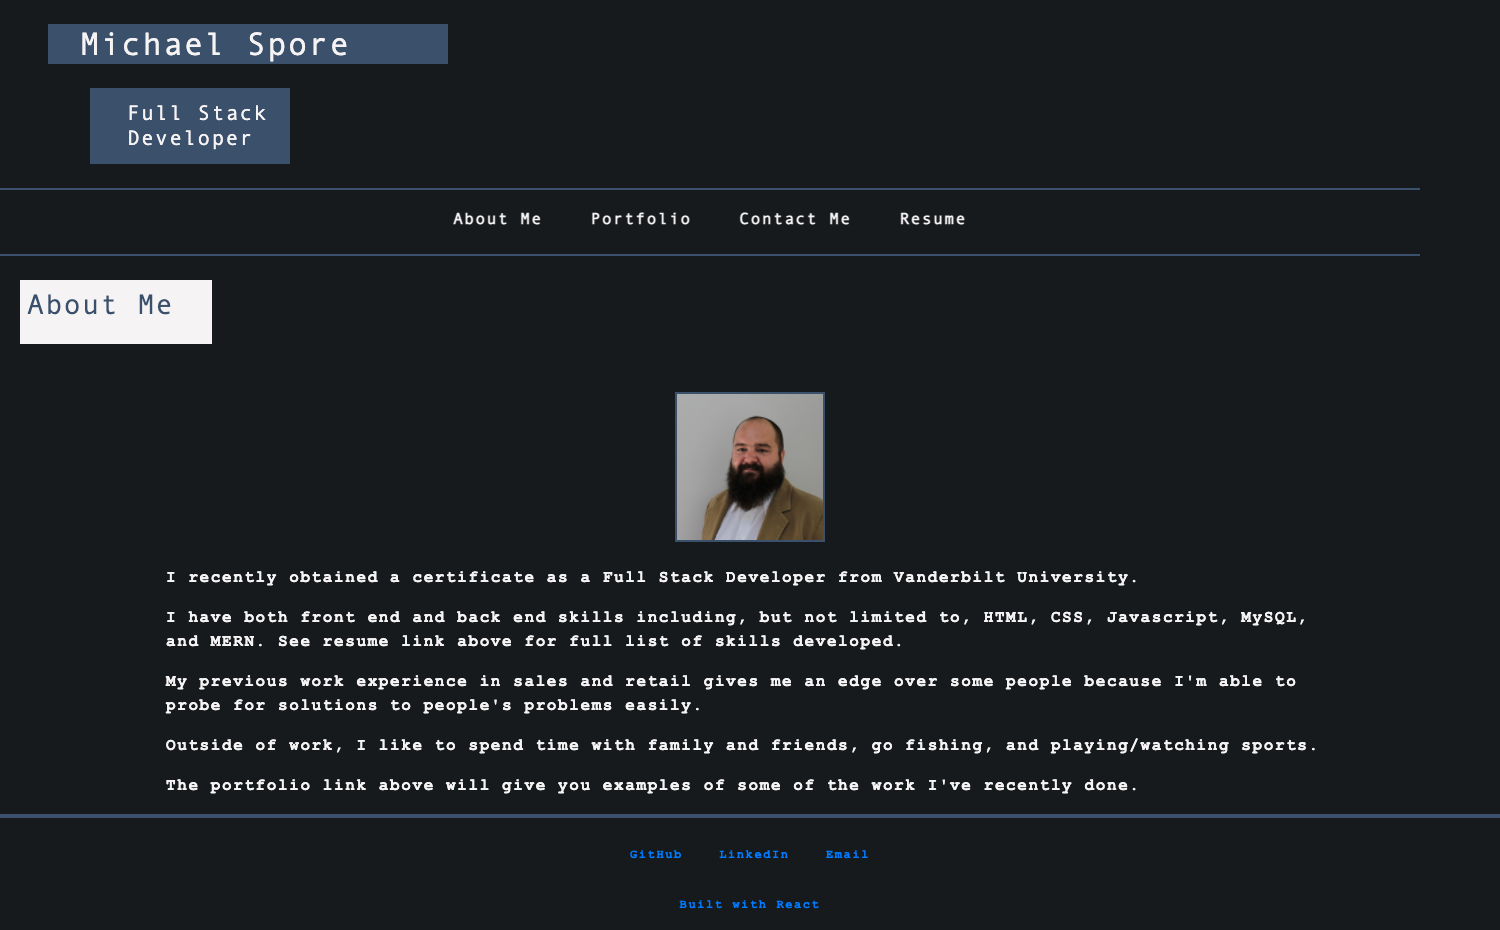 Michael Spore
Full Stack
Developer
About Me Portfolio Contact Me Resume
About Me
I recently obtained a certificate as a Full Stack Developer from Vanderbilt University.
I have both front end and back end skills including, but not limited to, HTML, CSS, Javascript, MySQL,
and MERN. See resume link above for full list of skills developed.
My previous work experience in sales and retail gives me an edge over some people because I'm able to
probe for solutions to people's problems easily.
Outside of work, I like to spend time with family and friends, go fishing, and playing/watching sports.
The portfolio link above will give you examples of some of the work I've recently done.
GitHub LinkedIn Email
Built with React